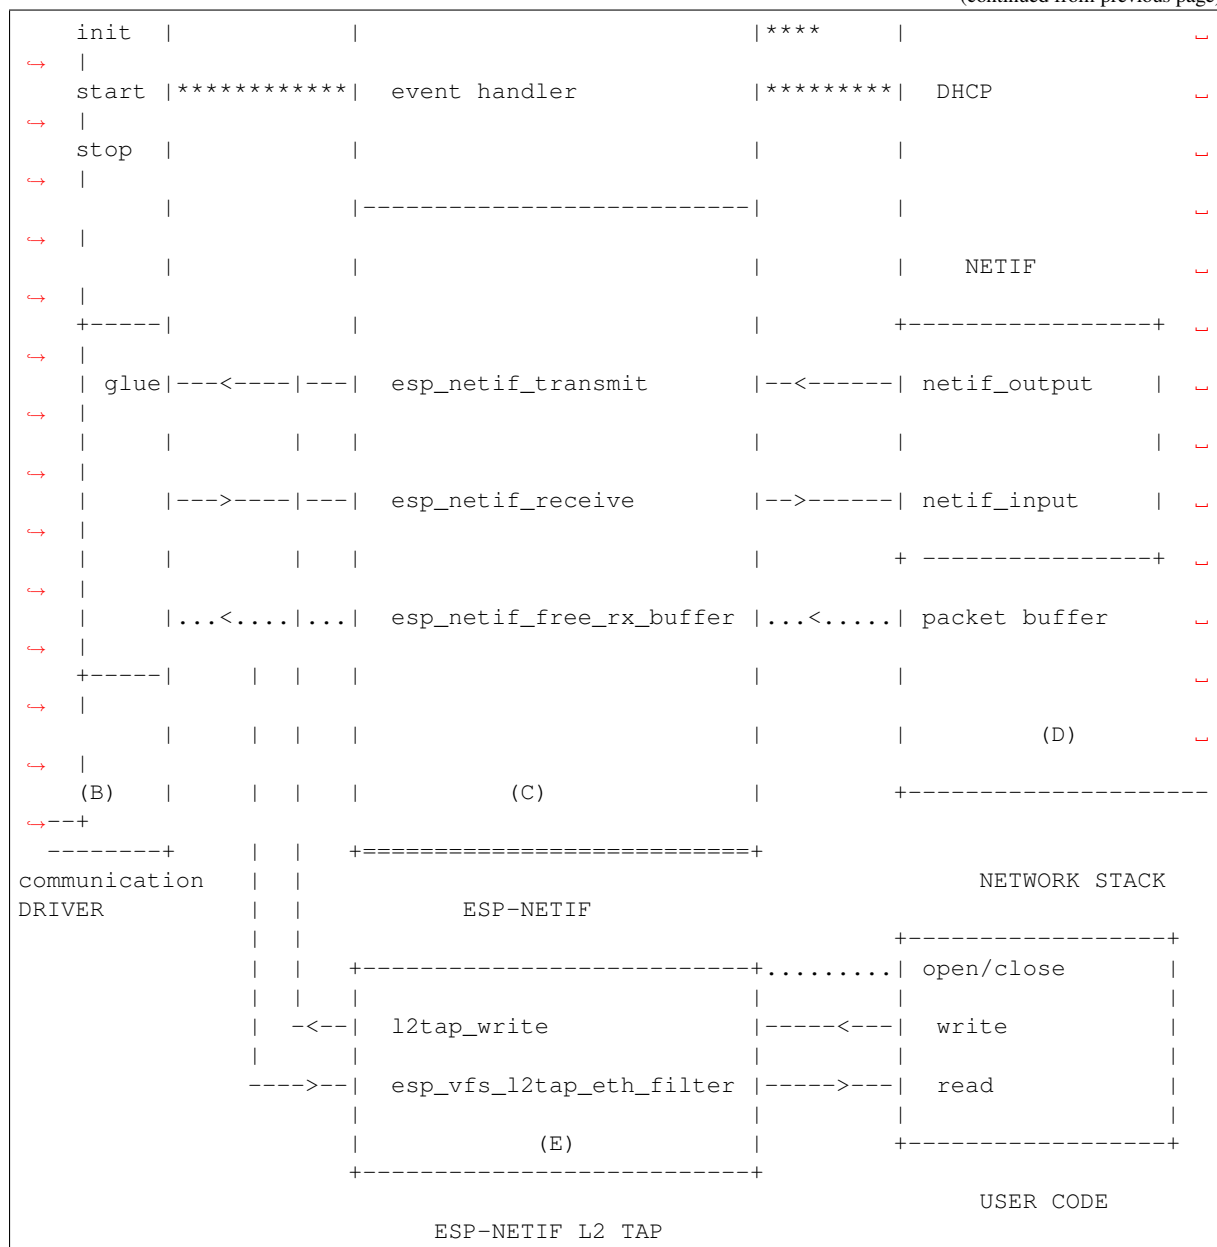 (continued from previous page)
    init  |            |                           |****     |                    ␣
↪   |
    start |************|  event handler            |*********|  DHCP              ␣
↪   |
    stop  |            |                           |         |                    ␣
↪   |
          |            |---------------------------|         |                    ␣
↪   |
          |            |                           |         |    NETIF           ␣
↪   |
    +-----|            |                           |         +-----------------+  ␣
↪   |
    | glue|---<----|---|  esp_netif_transmit       |--<------| netif_output    |  ␣
↪   |
    |     |        |   |                           |         |                 |  ␣
↪   |
    |     |--->----|---|  esp_netif_receive        |-->------| netif_input     |  ␣
↪   |
    |     |        |   |                           |         + ----------------+  ␣
↪   |
    |     |...<....|...|  esp_netif_free_rx_buffer |...<.....| packet buffer      ␣
↪   |
    +-----|     |  |   |                           |         |                    ␣
↪   |
          |     |  |   |                           |         |         (D)        ␣
↪   |
    (B)   |     |  |   |          (C)              |         +---------------------
↪--+
  --------+     |  |   +===========================+
communication   |  |                                               NETWORK STACK
DRIVER          |  |           ESP-NETIF
                |  |                                         +------------------+
                |  |   +---------------------------+.........| open/close       |
                |  |   |                           |         |                  |
                |  -<--|  l2tap_write              |-----<---|  write           |
                |      |                           |         |                  |
                ---->--|  esp_vfs_l2tap_eth_filter |----->---|  read            |
                       |                           |         |                  |
                       |            (E)            |         +------------------+
                       +---------------------------+
                                                                   USER CODE
                             ESP-NETIF L2 TAP